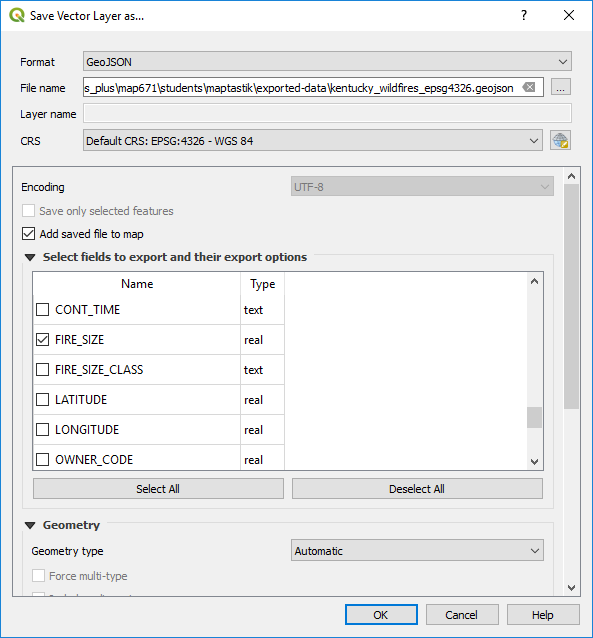 Save Vector Layer as...
Format GeoJSON
File name s_plus\map671\students\maptastik\exported-data\kentucky_wildfires_epsg4326.geojson ...
Layer name
CRS Default CRS: EPSG:4326 - WGS 84
Encoding UTF-8
Save only selected features
Add saved file to map
Select fields to export and their export options
Name Type
CONT_TIME text
FIRE_SIZE real
FIRE_SIZE_CLASS text
LATITUDE real
LONGITUDE real
OWNER_CODE real
Select All Deselect All
Geometry
Geometry type Automatic
Force multi-type
OK Cancel Help